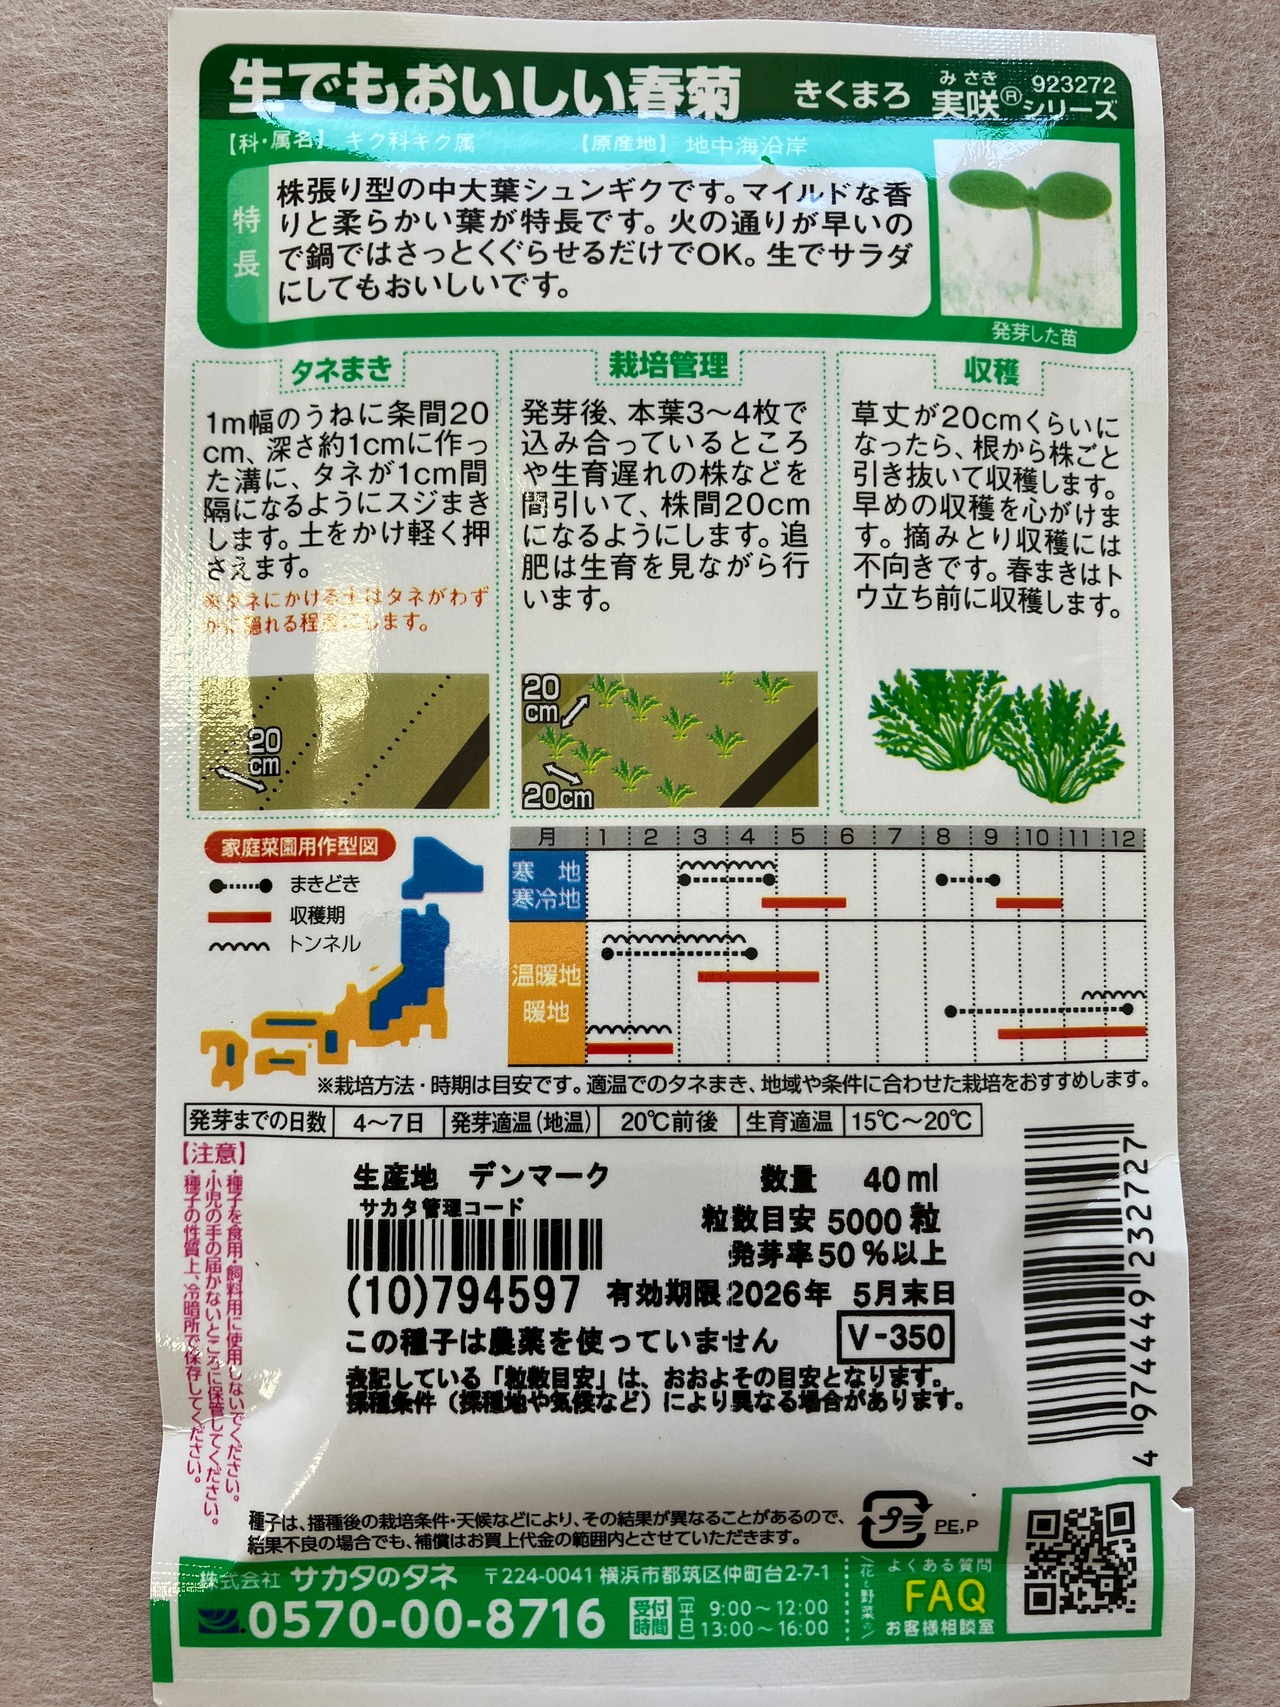 生でもおいしい春菊 きくまろ 実咲®シリーズ 923272
みさき
【科・属名】 キク科キク属 【原産地】 地中海沿岸
特長
株張り型の中大葉シュンギクです。マイルドな香
りと柔らかい葉が特長です。火の通りが早いの
で鍋ではさっとくぐらせるだけでOK。生でサラダ
にしてもおいしいです。
発芽した苗
タネまき
1m幅のうねに条間20
cm、深さ約1cmに作っ
た溝に、タネが1cm間
隔になるようにスジまき
します。土をかけ軽く押
さえます。
※タネにかける土はタネがわず
かに隠れる程度にします。
20
cm
栽培管理
発芽後、本葉3〜4枚で
込み合っているところ
や生育遅れの株などを
間引いて、株間20cm
になるようにします。追
肥は生育を見ながら行
います。
20
cm
20cm
収穫
草丈が20cmくらいに
なったら、根から株ごと
引き抜いて収穫します。
早めの収穫を心がけま
す。摘みとり収穫には
不向きです。春まきはト
ウ立ち前に収穫します。
家庭菜園用作型図
まきどき
収穫期
トンネル
月 1 2 3 4 5 6 7 8 9 10 11 12
寒地
寒冷地
温暖地
暖地
※栽培方法・時期は目安です。適温でのタネまき、地域や条件に合わせた栽培をおすすめします。
発芽までの日数 4〜7日 発芽適温(地温) 20℃前後 生育適温 15℃〜20℃
【注意】
・種子を食用・飼料用に使用しないでください。
・小児の手の届かないところに保管してください。
・種子の性質上、冷暗所で保存してください。
生産地 デンマーク
サカタ管理コード
(10)794597
数量 40 ml
粒数目安 5000 粒
発芽率 50 %以上
有効期限 2026年 5月末日
この種子は農薬を使っていません
V-350
表記している「粒数目安」は、おおよその目安となります。
採種条件（採種地や気候など）により異なる場合があります。
4 974449 232727
種子は、播種後の栽培条件・天候などにより、その結果が異なることがあるので、
結果不良の場合でも、補償はお買上代金の範囲内とさせていただきます。
プラ PE,P
株式会社 サカタのタネ 〒224-0041 横浜市都筑区仲町台2-7-1
0570-00-8716
受付時間 [平日] 9:00〜12:00
13:00〜16:00
花と野菜の
よくある質問
FAQ
お客様相談室